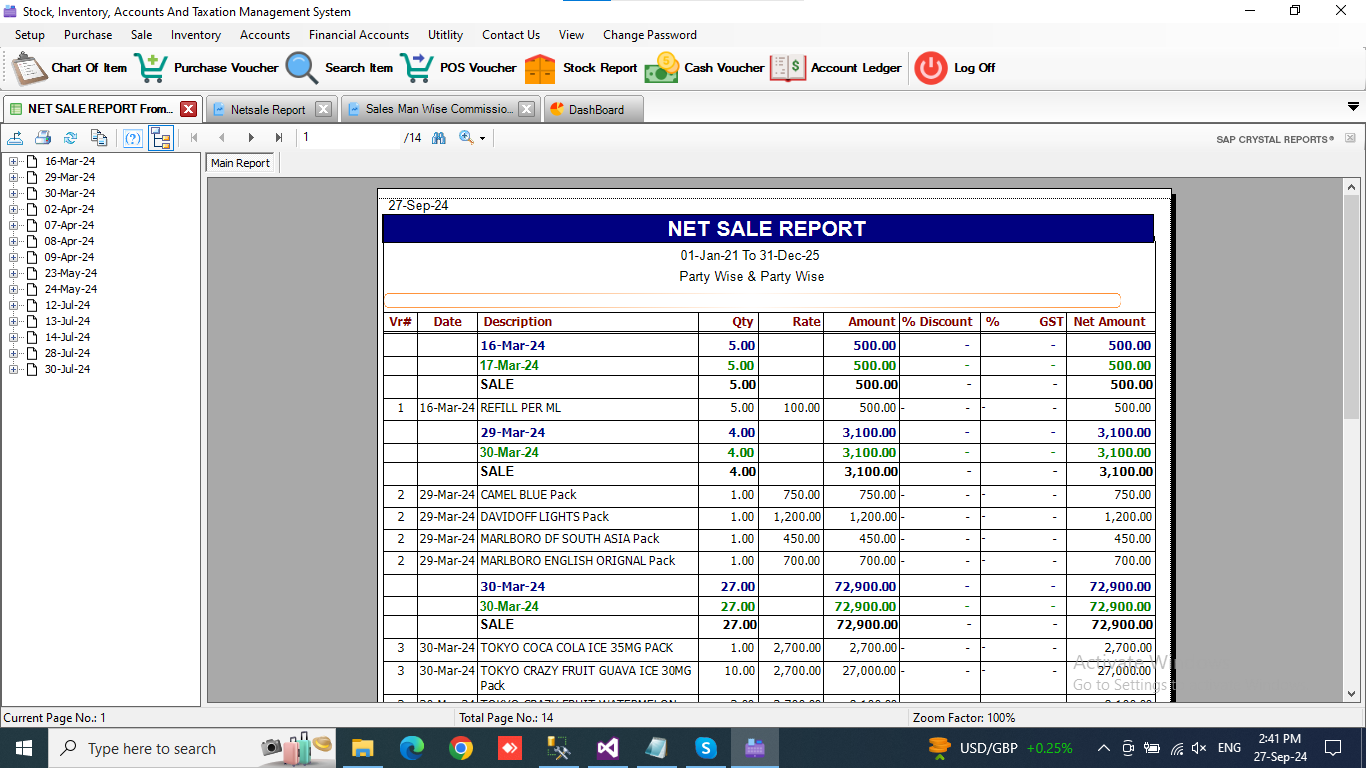 Stock, Inventory, Accounts And Taxation Management System
Setup Purchase Sale Inventory Accounts Financial Accounts Utitlity Contact Us View Change Password
Chart Of Item Purchase Voucher Search Item POS Voucher Stock Report Cash Voucher Account Ledger Log Off
NET SALE REPORT From... Netsale Report Sales Man Wise Commissio... DashBoard
1 /14 SAP CRYSTAL REPORTS®
Main Report
16-Mar-24
29-Mar-24
30-Mar-24
02-Apr-24
07-Apr-24
08-Apr-24
09-Apr-24
23-May-24
24-May-24
12-Jul-24
13-Jul-24
14-Jul-24
28-Jul-24
30-Jul-24
27-Sep-24
NET SALE REPORT
01-Jan-21 To 31-Dec-25
Party Wise & Party Wise
Vr# Date Description Qty Rate Amount % Discount % GST Net Amount
16-Mar-24 5.00 500.00 - - 500.00
17-Mar-24 5.00 500.00 - - 500.00
SALE 5.00 500.00 - - 500.00
1 16-Mar-24 REFILL PER ML 5.00 100.00 500.00 - - - - 500.00
29-Mar-24 4.00 3,100.00 - - 3,100.00
30-Mar-24 4.00 3,100.00 - - 3,100.00
SALE 4.00 3,100.00 - - 3,100.00
2 29-Mar-24 CAMEL BLUE Pack 1.00 750.00 750.00 - - - - 750.00
2 29-Mar-24 DAVIDOFF LIGHTS Pack 1.00 1,200.00 1,200.00 - - - - 1,200.00
2 29-Mar-24 MARLBORO DF SOUTH ASIA Pack 1.00 450.00 450.00 - - - - 450.00
2 29-Mar-24 MARLBORO ENGLISH ORIGNAL Pack 1.00 700.00 700.00 - - - - 700.00
30-Mar-24 27.00 72,900.00 - - 72,900.00
30-Mar-24 27.00 72,900.00 - - 72,900.00
SALE 27.00 72,900.00 - - 72,900.00
3 30-Mar-24 TOKYO COCA COLA ICE 35MG PACK 1.00 2,700.00 2,700.00 - - - - 2,700.00
3 30-Mar-24 TOKYO CRAZY FRUIT GUAVA ICE 30MG 10.00 2,700.00 27,000.00 - - - - 27,000.00
Pack
Activate Wi
Go to Settings t
Current Page No.: 1 Total Page No.: 14 Zoom Factor: 100%
Type here to search
USD/GBP +0.25% ENG 2:41 PM
27-Sep-24